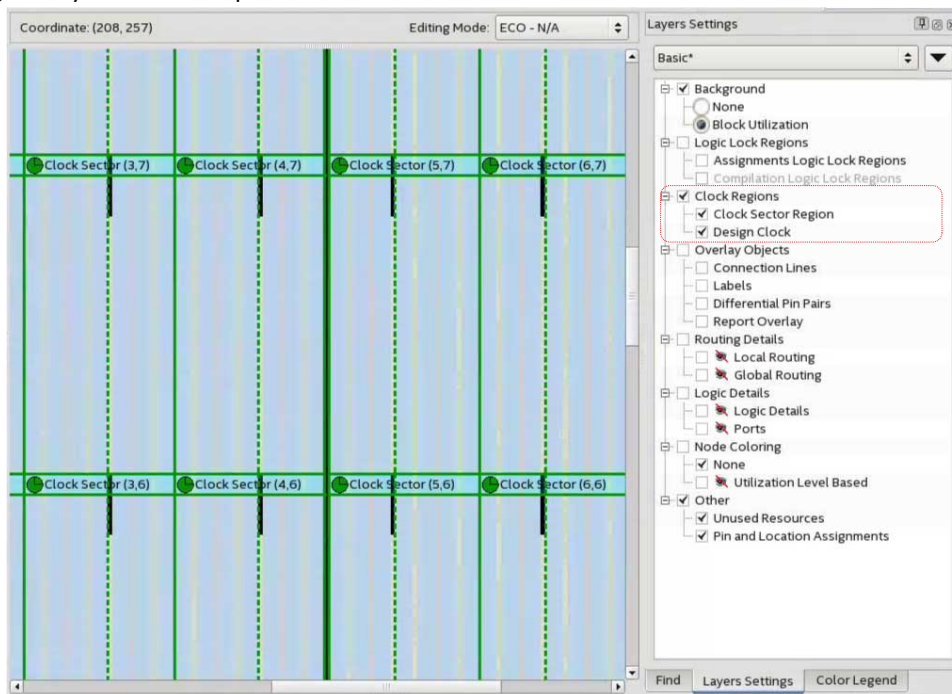 Coordinate: (208, 257)
Editing Mode: ECO - N/A
Clock Sector (3,7)
Clock Sector (4,7)
Clock Sector (5,7)
Clock Sector (6,7)
Clock Sector (3,6)
Clock Sector (4,6)
Clock Sector (5,6)
Clock Sector (6,6)
Layers Settings
Basic*
Background
None
Block Utilization
Logic Lock Regions
Assignments Logic Lock Regions
Compilation Logic Lock Regions
Clock Regions
Clock Sector Region
Design Clock
Overlay Objects
Connection Lines
Labels
Differential Pin Pairs
Report Overlay
Routing Details
Local Routing
Global Routing
Logic Details
Logic Details
Ports
Node Coloring
None
Utilization Level Based
Other
Unused Resources
Pin and Location Assignments
Find
Layers Settings
Color Legend